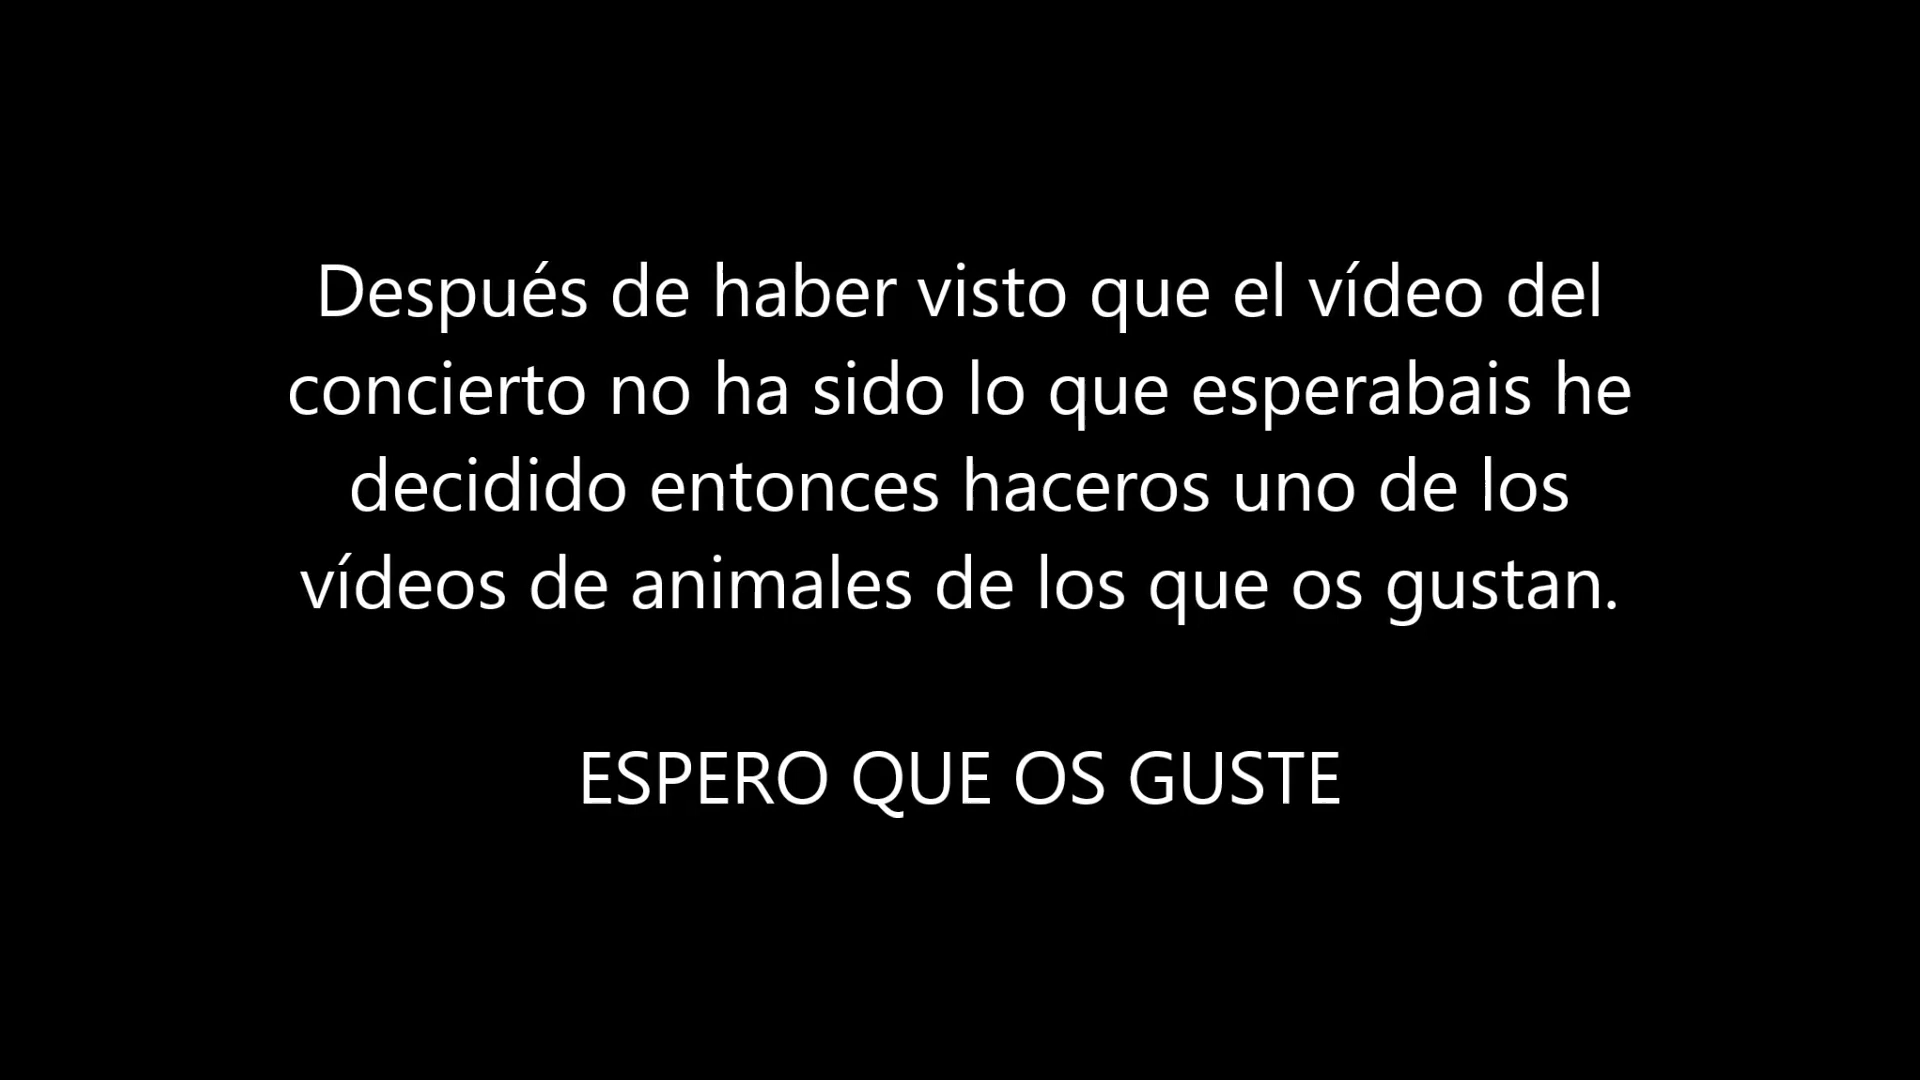 Después de haber visto que el vídeo del
concierto no ha sido lo que esperabais he
decidido entonces haceros uno de los
vídeos de animales de los que os gustan.
ESPERO QUE OS GUSTE